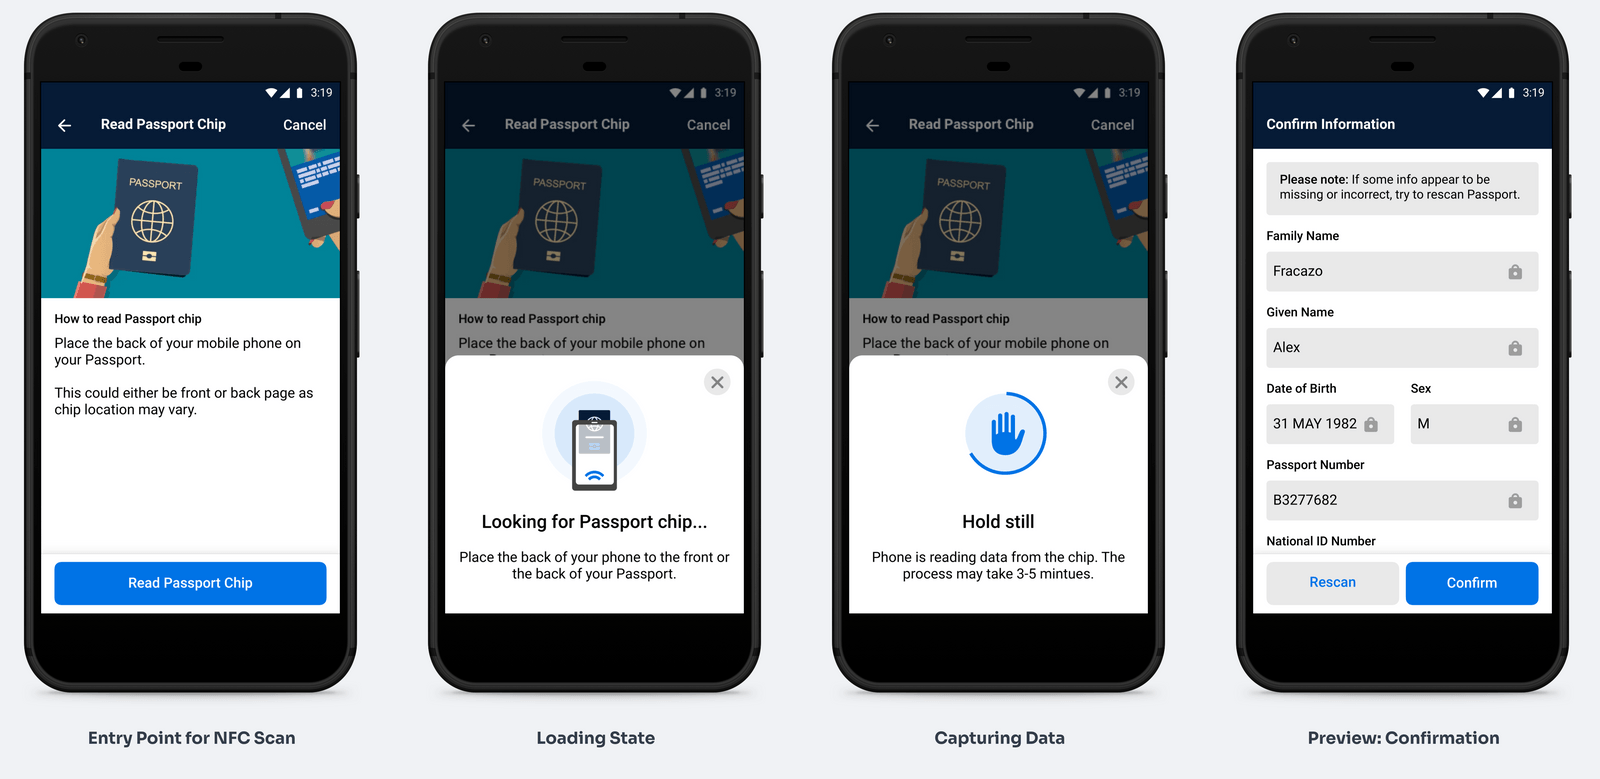 3:19
Read Passport Chip Cancel
PASSPORT
How to read Passport chip
Place the back of your mobile phone on
your Passport.
This could either be front or back page as
chip location may vary.
Read Passport Chip
Entry Point for NFC Scan
3:19
Read Passport Chip Cancel
PASSPORT
How to read Passport chip
Place the back of your mobile phone on
Looking for Passport chip...
Place the back of your phone to the front or
the back of your Passport.
Loading State
3:19
Read Passport Chip Cancel
PASSPORT
How to read Passport chip
Place the back of your mobile phone on
Hold still
Phone is reading data from the chip. The
process may take 3-5 mintues.
Capturing Data
3:19
Confirm Information
Please note: If some info appear to be
missing or incorrect, try to rescan Passport.
Family Name
Fracazo
Given Name
Alex
Date of Birth Sex
31 MAY 1982 M
Passport Number
B3277682
National ID Number
Rescan Confirm
Preview: Confirmation